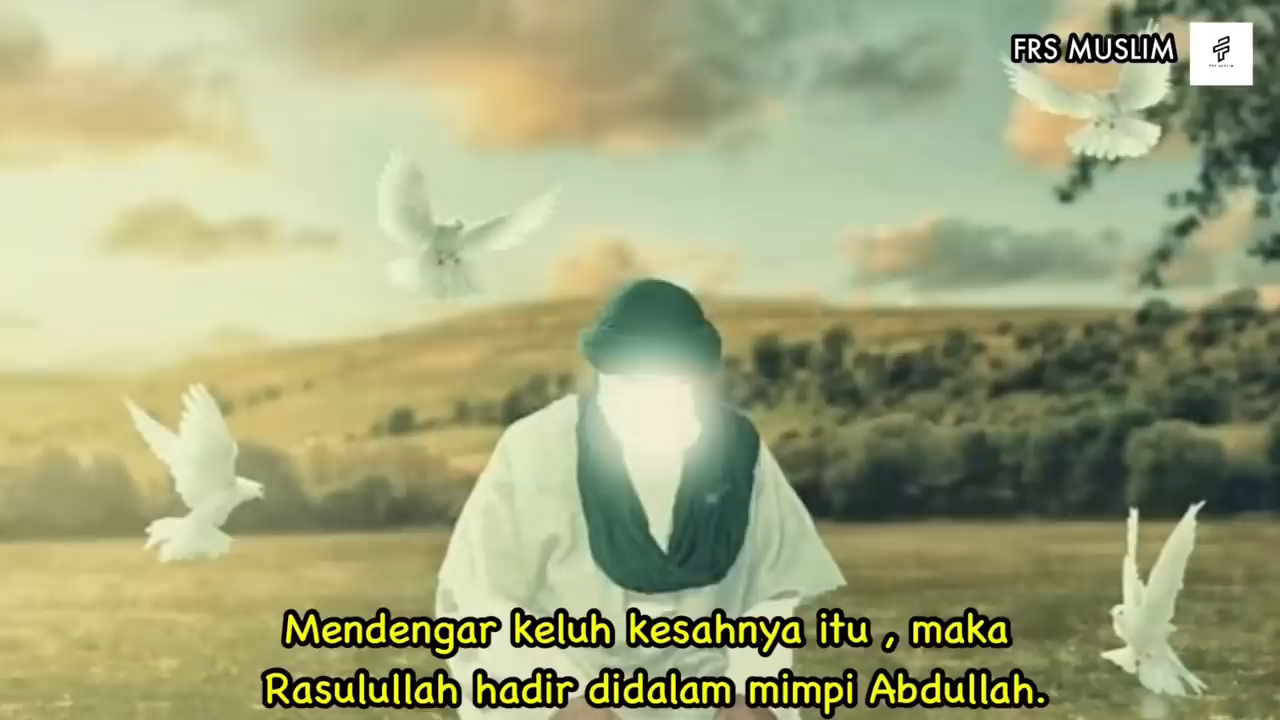 FRS MUSLIM
Mendengar keluh kesahnya itu , maka
Rasulullah hadir didalam mimpi Abdullah.